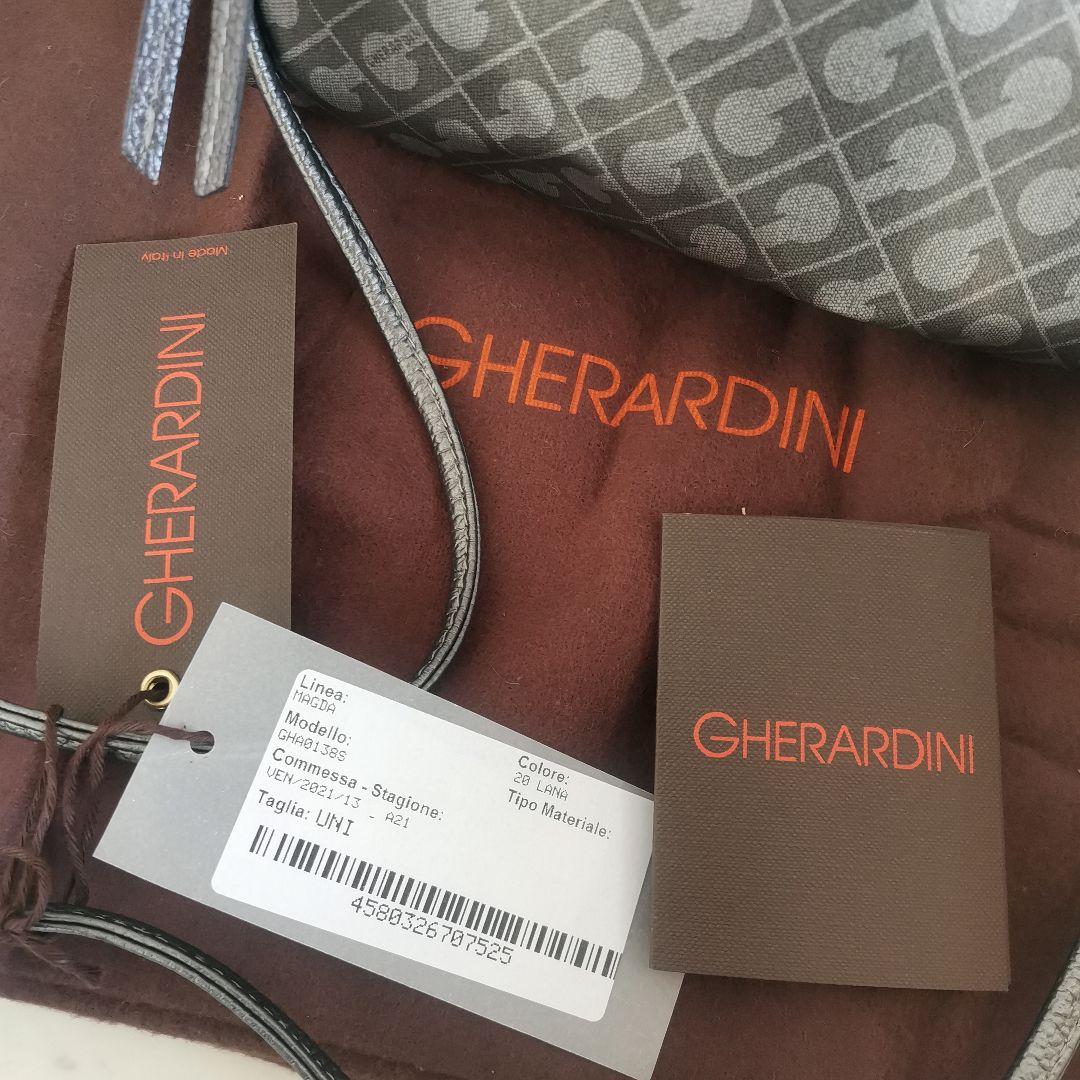 Made in Italy
GHERARDINI
GHERARDINI
GHERARDINI
Linea:
MAGDA
Modello:
GHA0138S
Colore:
20 LANA
Commessa - Stagione:
VEN/2021/13 - A21
Tipo Materiale:
Taglia: UNI
4580326707525